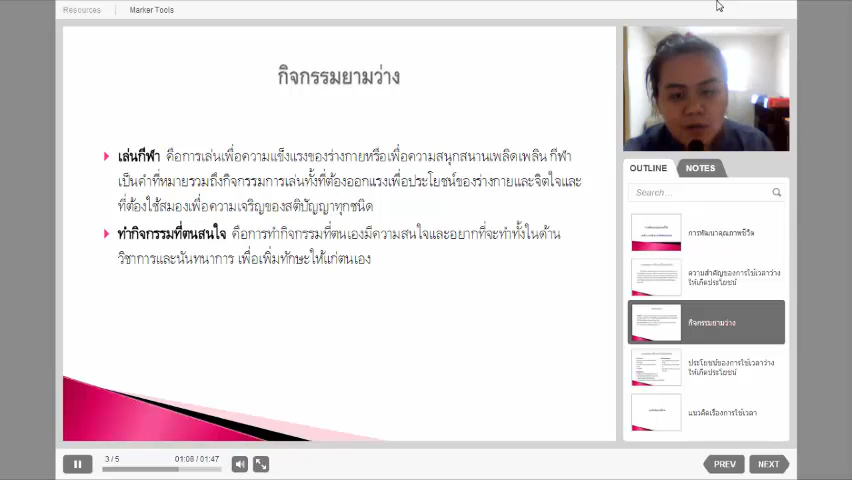 Resources
Marker Tools
กิจกรรมยามว่าง
เล่นกีฬา คือการเล่นเพื่อความแข็งแรงของร่างกายหรือเพื่อความสนุกสนานเพลิดเพลิน กีฬา
เป็นคำที่หมายรวมถึงกิจกรรมการเล่นทั้งที่ต้องออกแรงเพื่อประโยชน์ของร่างกายและจิตใจและ
ที่ต้องใช้สมองเพื่อความเจริญของสติปัญญาทุกชนิด
ทำกิจกรรมที่ตนสนใจ คือการทำกิจกรรมที่ตนเองมีความสนใจและอยากที่จะทำทั้งในด้าน
วิชาการและนันทนาการ เพื่อเพิ่มทักษะให้แก่ตนเอง
OUTLINE
NOTES
Search...
การพัฒนาคุณภาพชีวิต
ความสำคัญของการใช้เวลาว่าง
ให้เกิดประโยชน์
กิจกรรมยามว่าง
ประโยชน์ของการใช้เวลาว่าง
ให้เกิดประโยชน์
แนวคิดเรื่องการใช้เวลา
3 / 5
01:08 / 01:47
PREV
NEXT